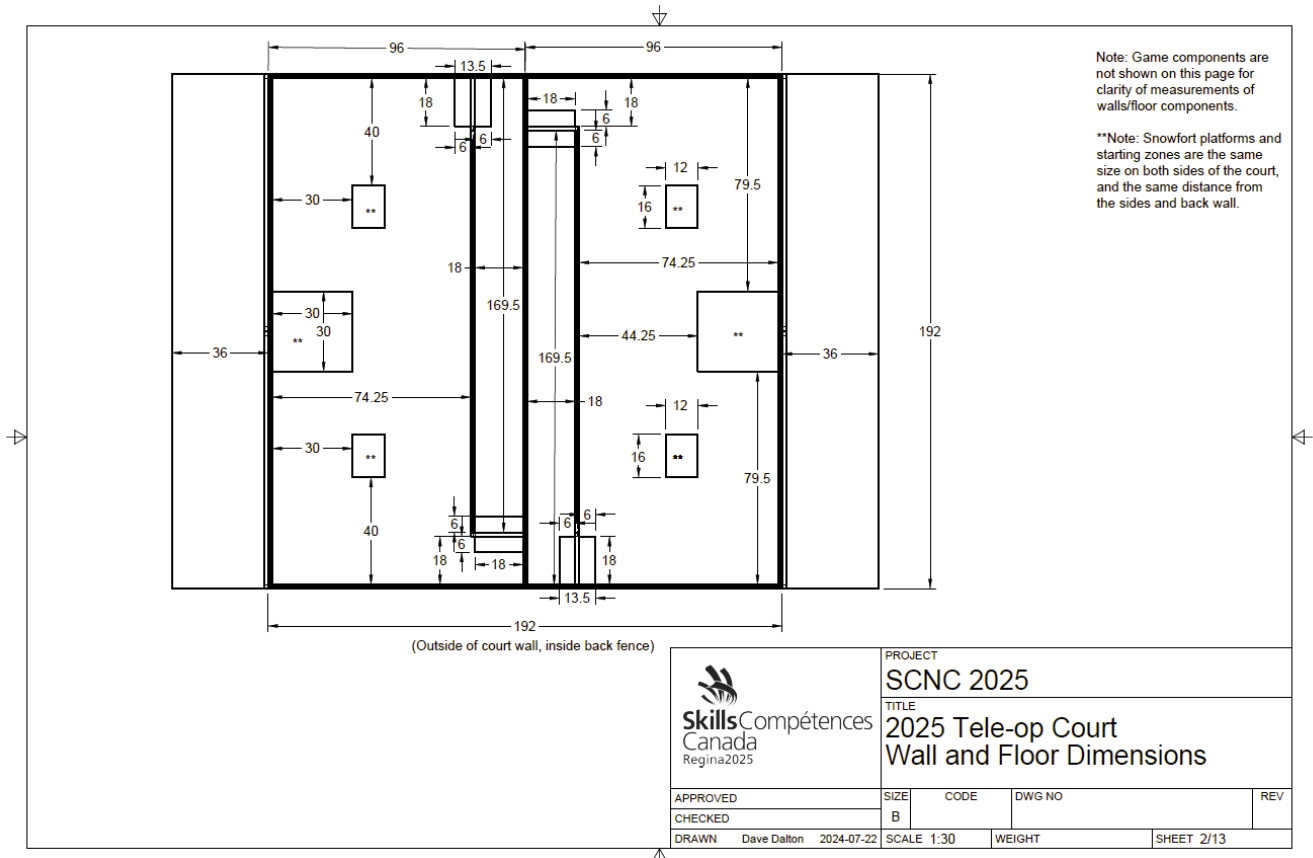 96
96
13.5
18
40
18
18
6
6
6
6
12
79.5
30
**
16
**
18
74.25
169.5
30
30
**
44.25
**
192
36
169.5
36
74.25
18
12
30
**
16
**
79.5
6
6
6
6
40
18
18
18
13.5
192
(Outside of court wall, inside back fence)
Note: Game components are
not shown on this page for
clarity of measurements of
walls/floor components.
**Note: Snowfort platforms and
starting zones are the same
size on both sides of the court,
and the same distance from
the sides and back wall.
Skills Compétences
Canada
Regina2025
PROJECT
SCNC 2025
TITLE
2025 Tele-op Court
Wall and Floor Dimensions
APPROVED
CHECKED
DRAWN Dave Dalton 2024-07-22
SIZE CODE DWG NO REV
B
SCALE 1:30 WEIGHT SHEET 2/13